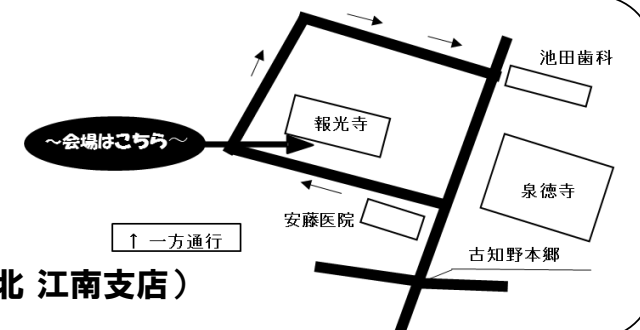 池田歯科
報光寺
～会場はこちら～
泉徳寺
安藤医院
↑ 一方通行
古知野本郷
北 江南支店）